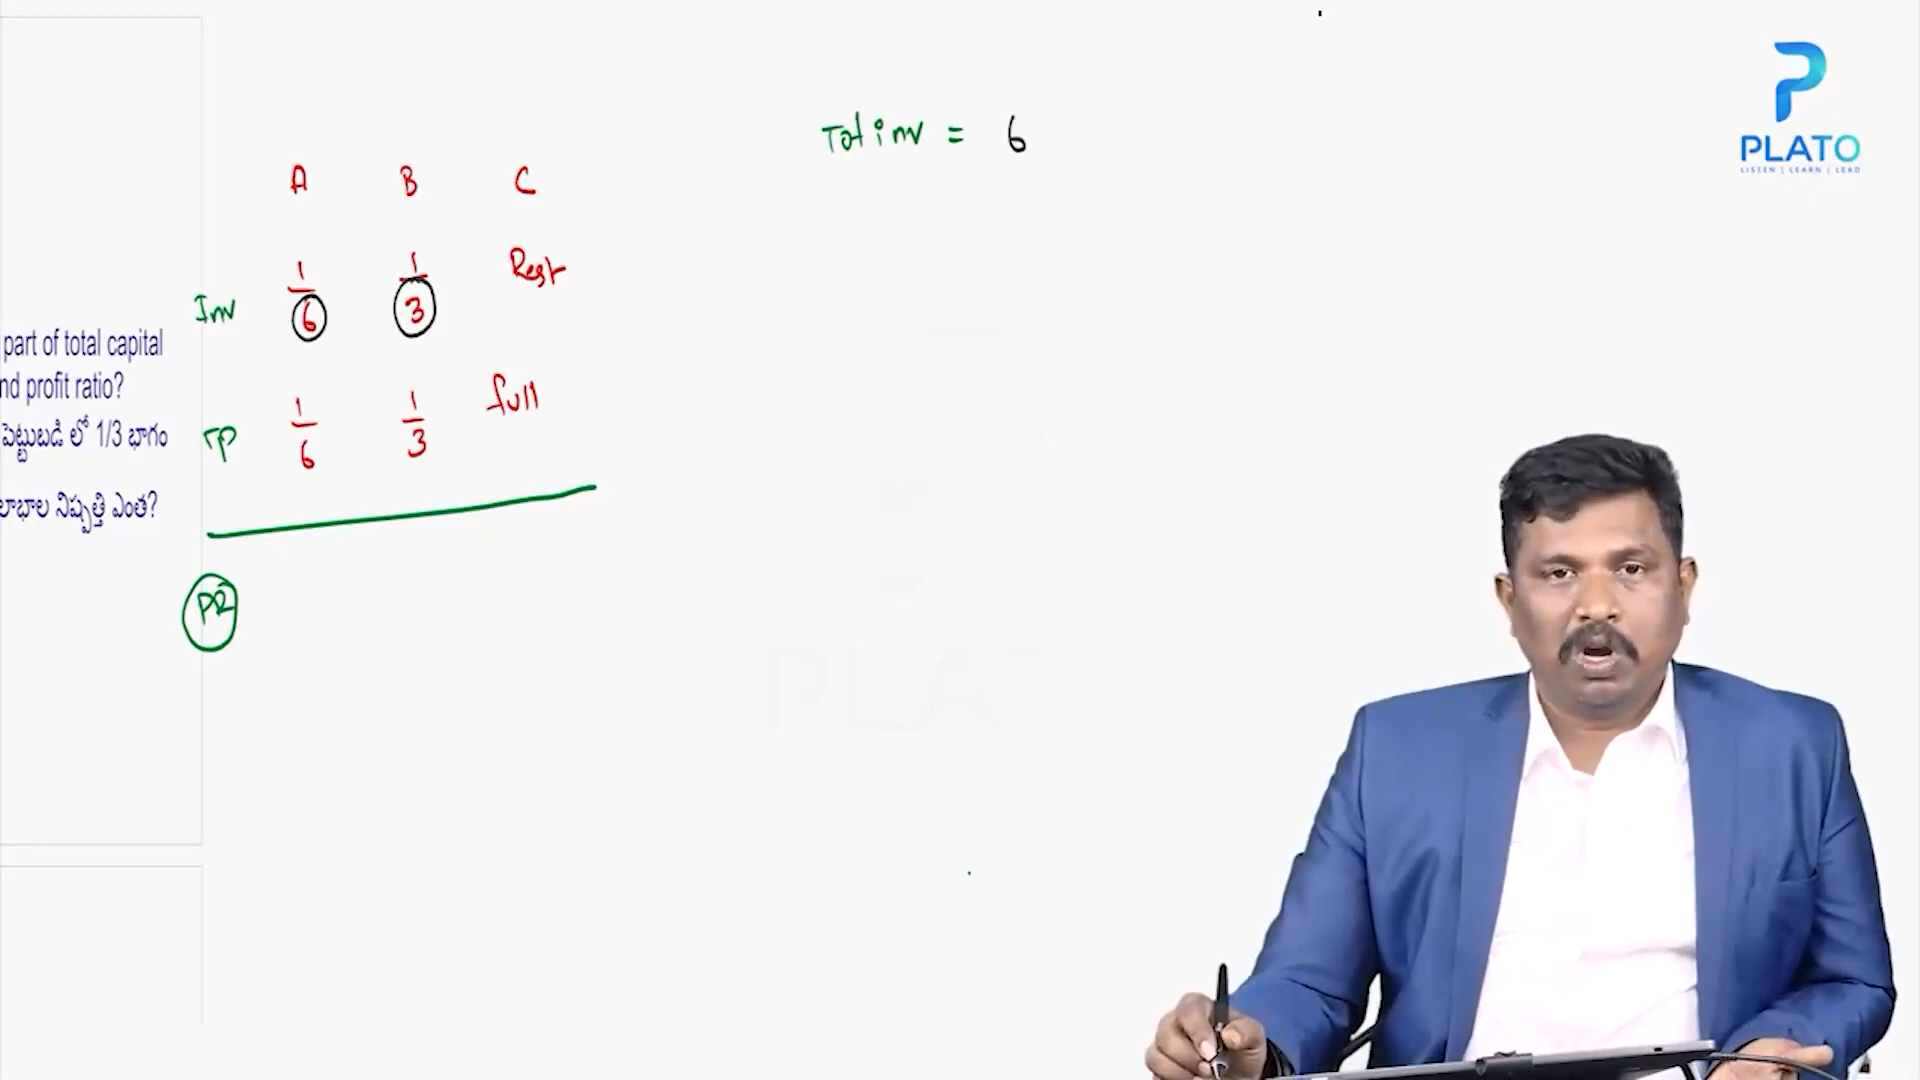 Tot inv = 6
PLATO
LISTEN | LEARN | LEAD
A B C
Inv 1/6 1/3 Rest
TP 1/6 1/3 full
PR
part of total capital
nd profit ratio?
పెట్టుబడి లో 1/3 భాగం
లాభాల నిష్పత్తి ఎంత?
PLATO